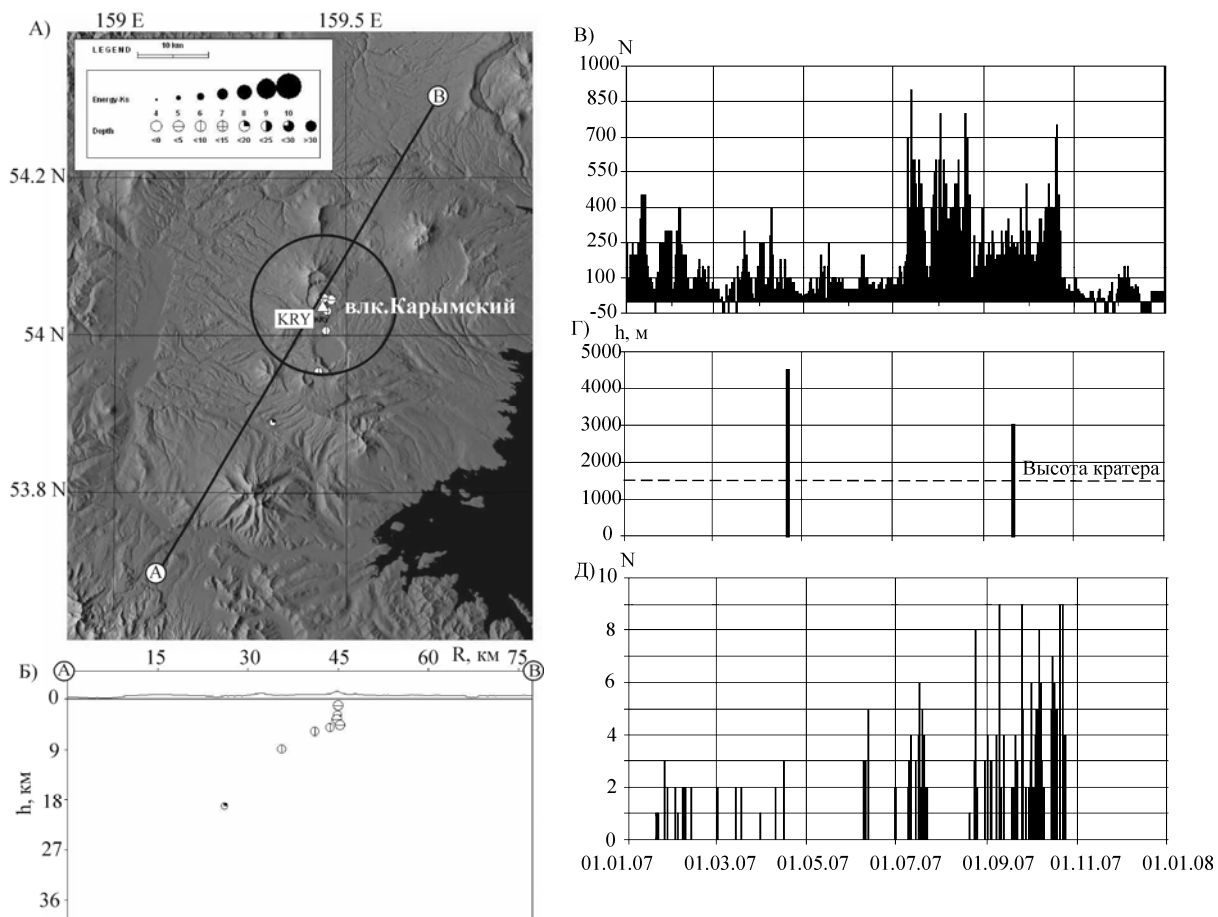 А)
159 E 159.5 E
LEGEND 10 km
Energy-Ks
4 5 6 7 8 9 10
Depth
<0 <5 <10 <15 <20 <25 <30 >30
B
54.2 N
влк.Карымский
KRY
54 N
53.8 N
A
Б)
A 15 30 45 60 R, км 75 B
0
9
18
27
36
h, км
В)
N
1000
850
700
550
400
250
100
-50
Г)
h, м
5000
4000
3000
2000
1000
0
Высота кратера
Д)
N
10
8
6
4
2
0
01.01.07 01.03.07 01.05.07 01.07.07 01.09.07 01.11.07 01.01.08